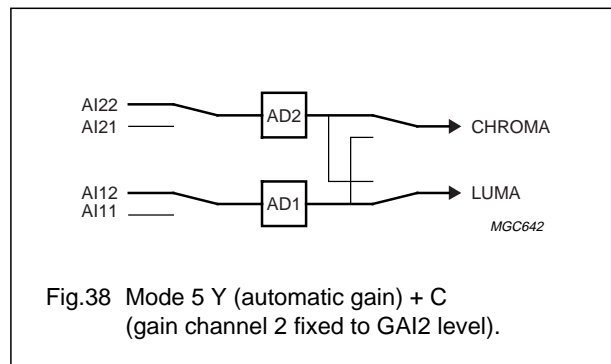 AI22
AI21
AD2
CHROMA
AI12
AI11
AD1
LUMA
MGC642
Fig.38 Mode 5 Y (automatic gain) + C
(gain channel 2 fixed to GAI2 level).